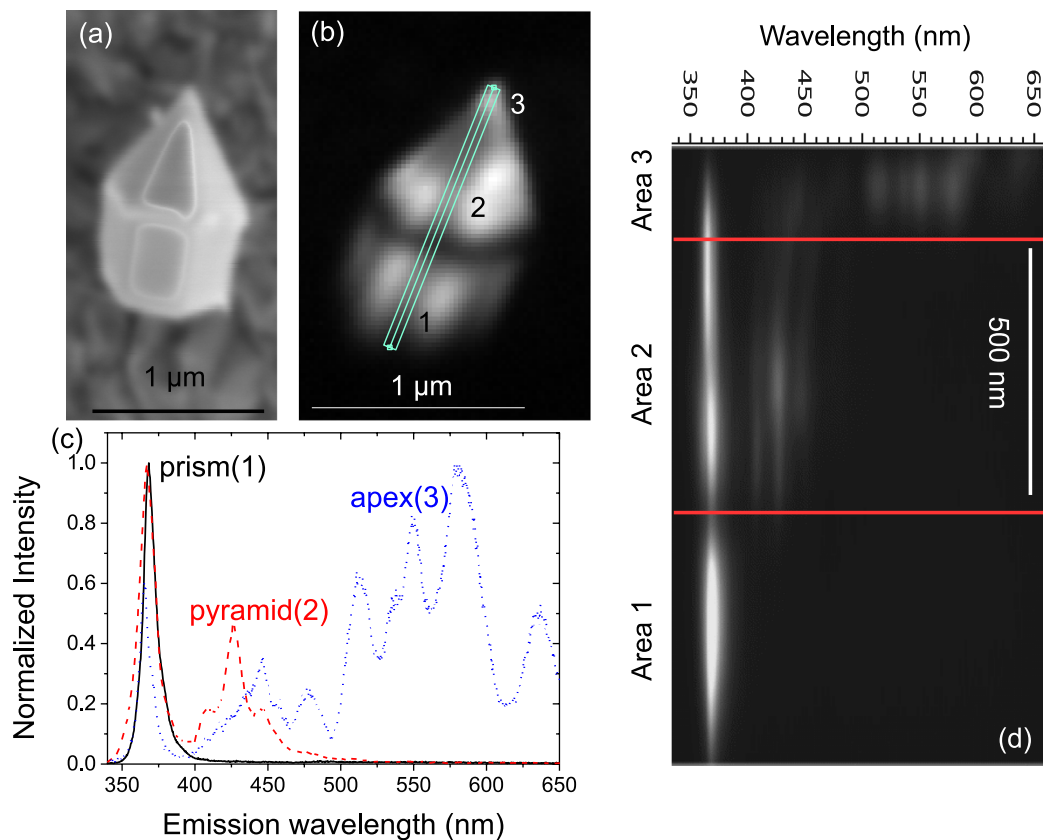 (a)
1 µm
(b)
3
2
1
1 µm
Wavelength (nm)
350
400
450
500
550
600
650
Area 3
Area 2
Area 1
500 nm
(d)
(c)
Normalized Intensity
1.0
0.8
0.6
0.4
0.2
0.0
prism(1)
apex(3)
pyramid(2)
350
400
450
500
550
600
650
Emission wavelength (nm)